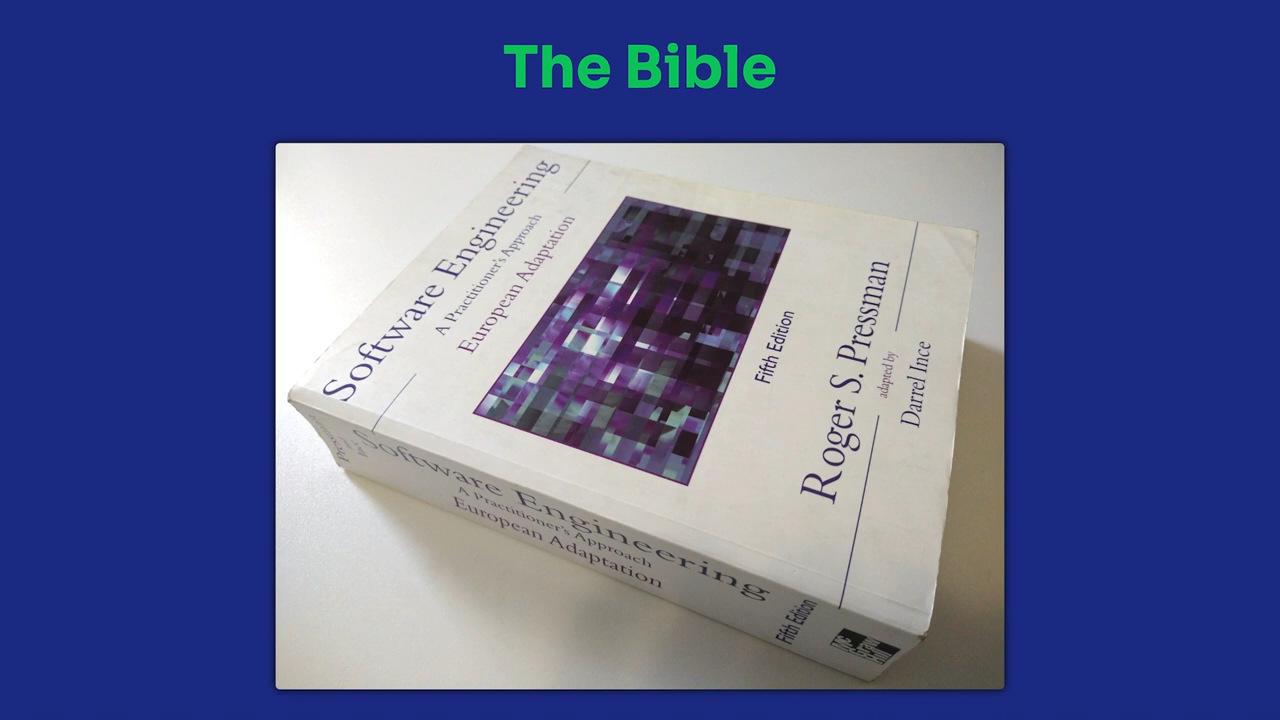 The Bible
Software Engineering
A Practitioner's Approach
European Adaptation
Fifth Edition
Roger S. Pressman
adapted by
Darrel Ince
Software Engineering
A Practitioner's Approach
European Adaptation
Fifth Edition